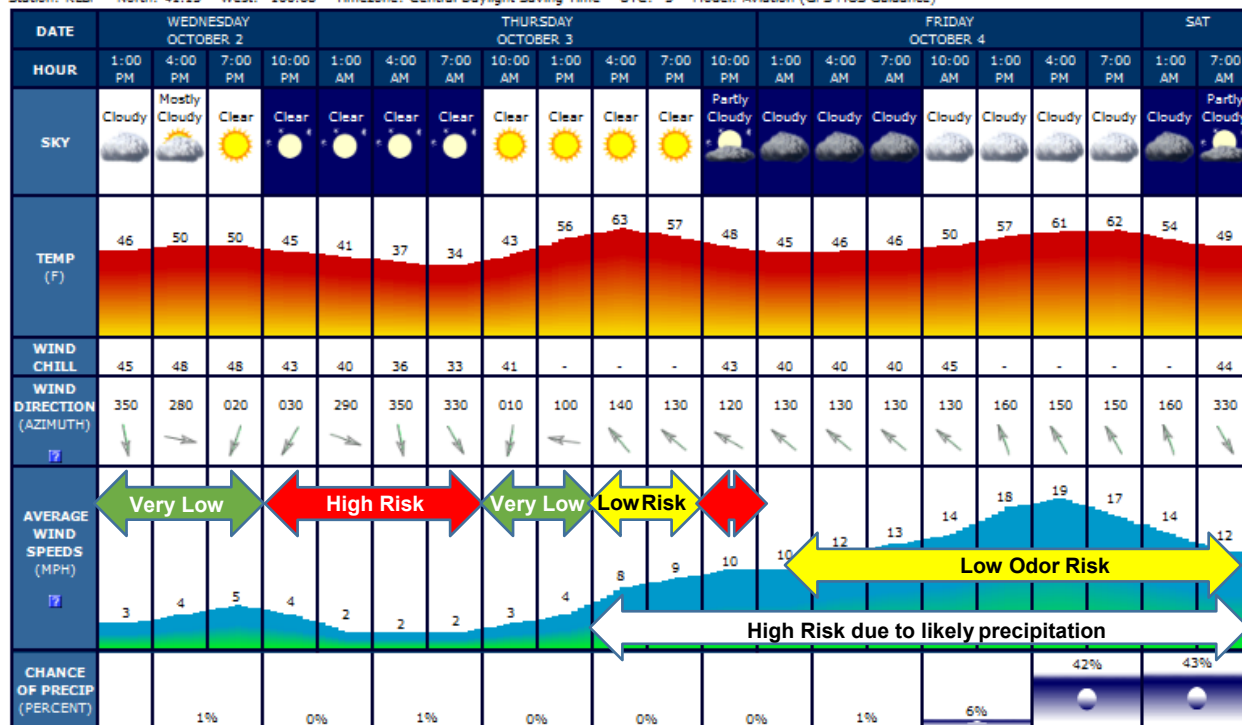 DATE WEDNESDAY OCTOBER 2 THURSDAY OCTOBER 3 FRIDAY OCTOBER 4 SAT
HOUR 1:00 PM 4:00 PM 7:00 PM 10:00 PM 1:00 AM 4:00 AM 7:00 AM 10:00 AM 1:00 PM 4:00 PM 7:00 PM 10:00 PM 1:00 AM 4:00 AM 7:00 AM 10:00 AM 1:00 PM 4:00 PM 7:00 PM 1:00 AM 7:00 AM
SKY Cloudy Mostly Cloudy Clear Clear Clear Clear Clear Clear Clear Clear Clear Partly Cloudy Cloudy Cloudy Cloudy Cloudy Cloudy Cloudy Cloudy Cloudy Partly Cloudy
TEMP (F) 46 50 50 45 41 37 34 43 56 63 57 48 45 46 46 50 57 61 62 54 49
WIND CHILL 45 48 48 43 40 36 33 41 - - - 43 40 40 40 45 - - - - 44
WIND DIRECTION (AZIMUTH) ? 350 280 020 030 290 350 330 010 100 140 130 120 130 130 130 130 160 150 150 160 330
AVERAGE WIND SPEEDS (MPH) ? 3 4 5 4 2 2 2 3 4 8 9 10 10 12 13 14 18 19 17 14 12
Very Low High Risk Very Low Low Risk
Low Odor Risk
High Risk due to likely precipitation
CHANCE OF PRECIP (PERCENT) 1% 0% 1% 0% 0% 0% 1% 6% 42% 43%